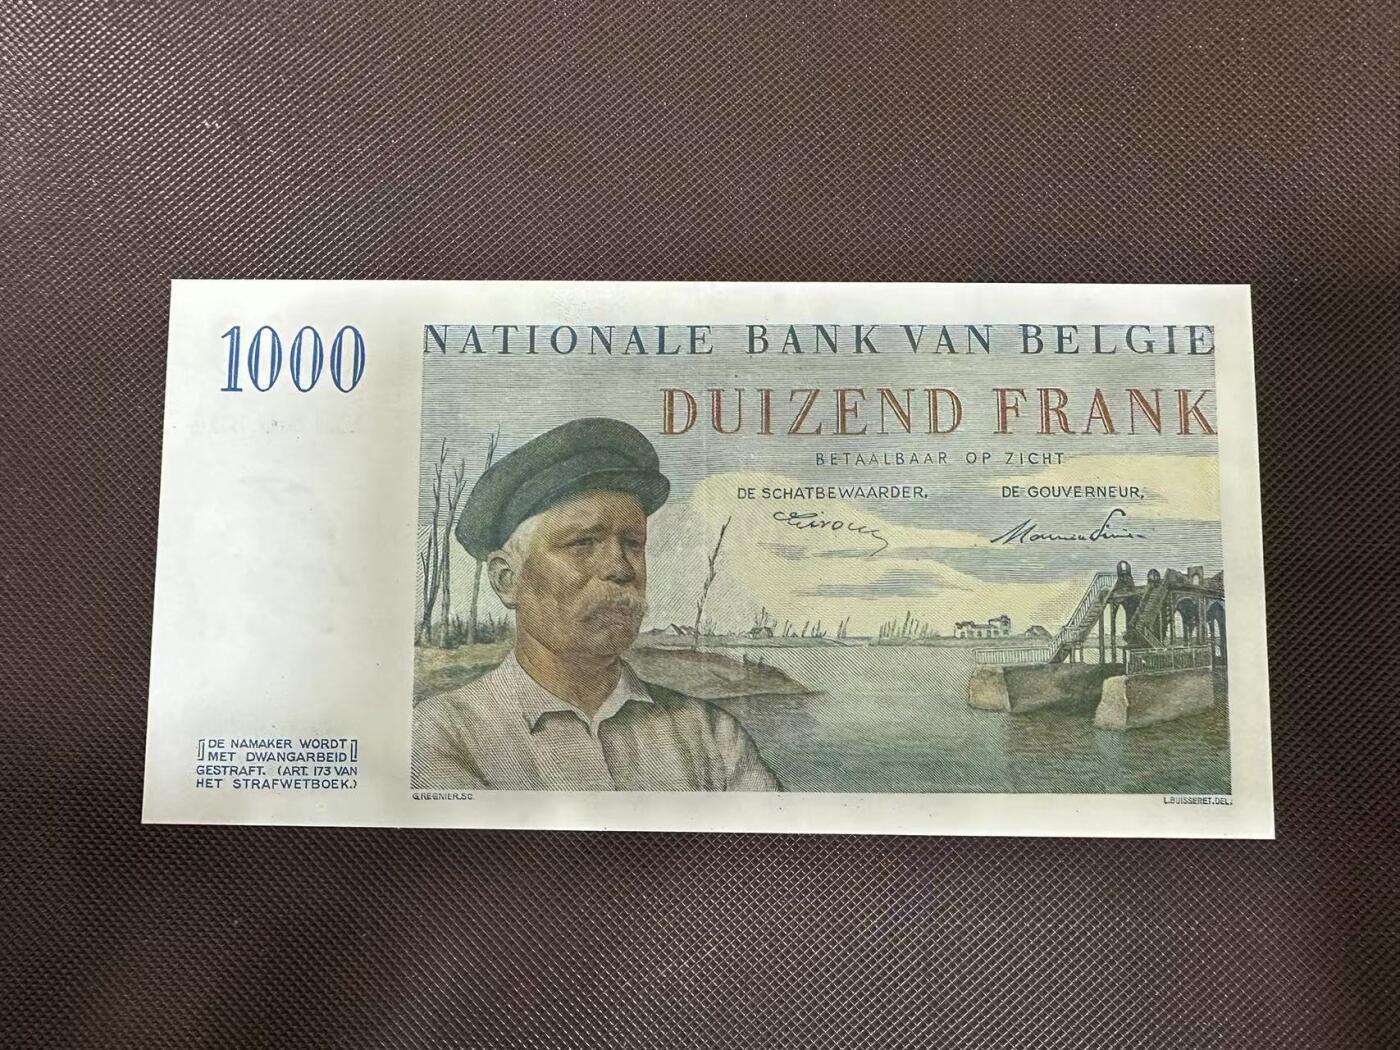 1000
NATIONALE BANK VAN BELGIE
DUIZEND FRANK
BETAALBAAR OP ZICHT
DE SCHATBEWAARDER,
DE GOUVERNEUR,
DE NAMAKER WORDT
MET DWANGARBEID
GESTRAFT. (ART. 173 VAN
HET STRAFWETBOEK.)
G.REGNIER.SC.
L.BUISSERET.DEL.